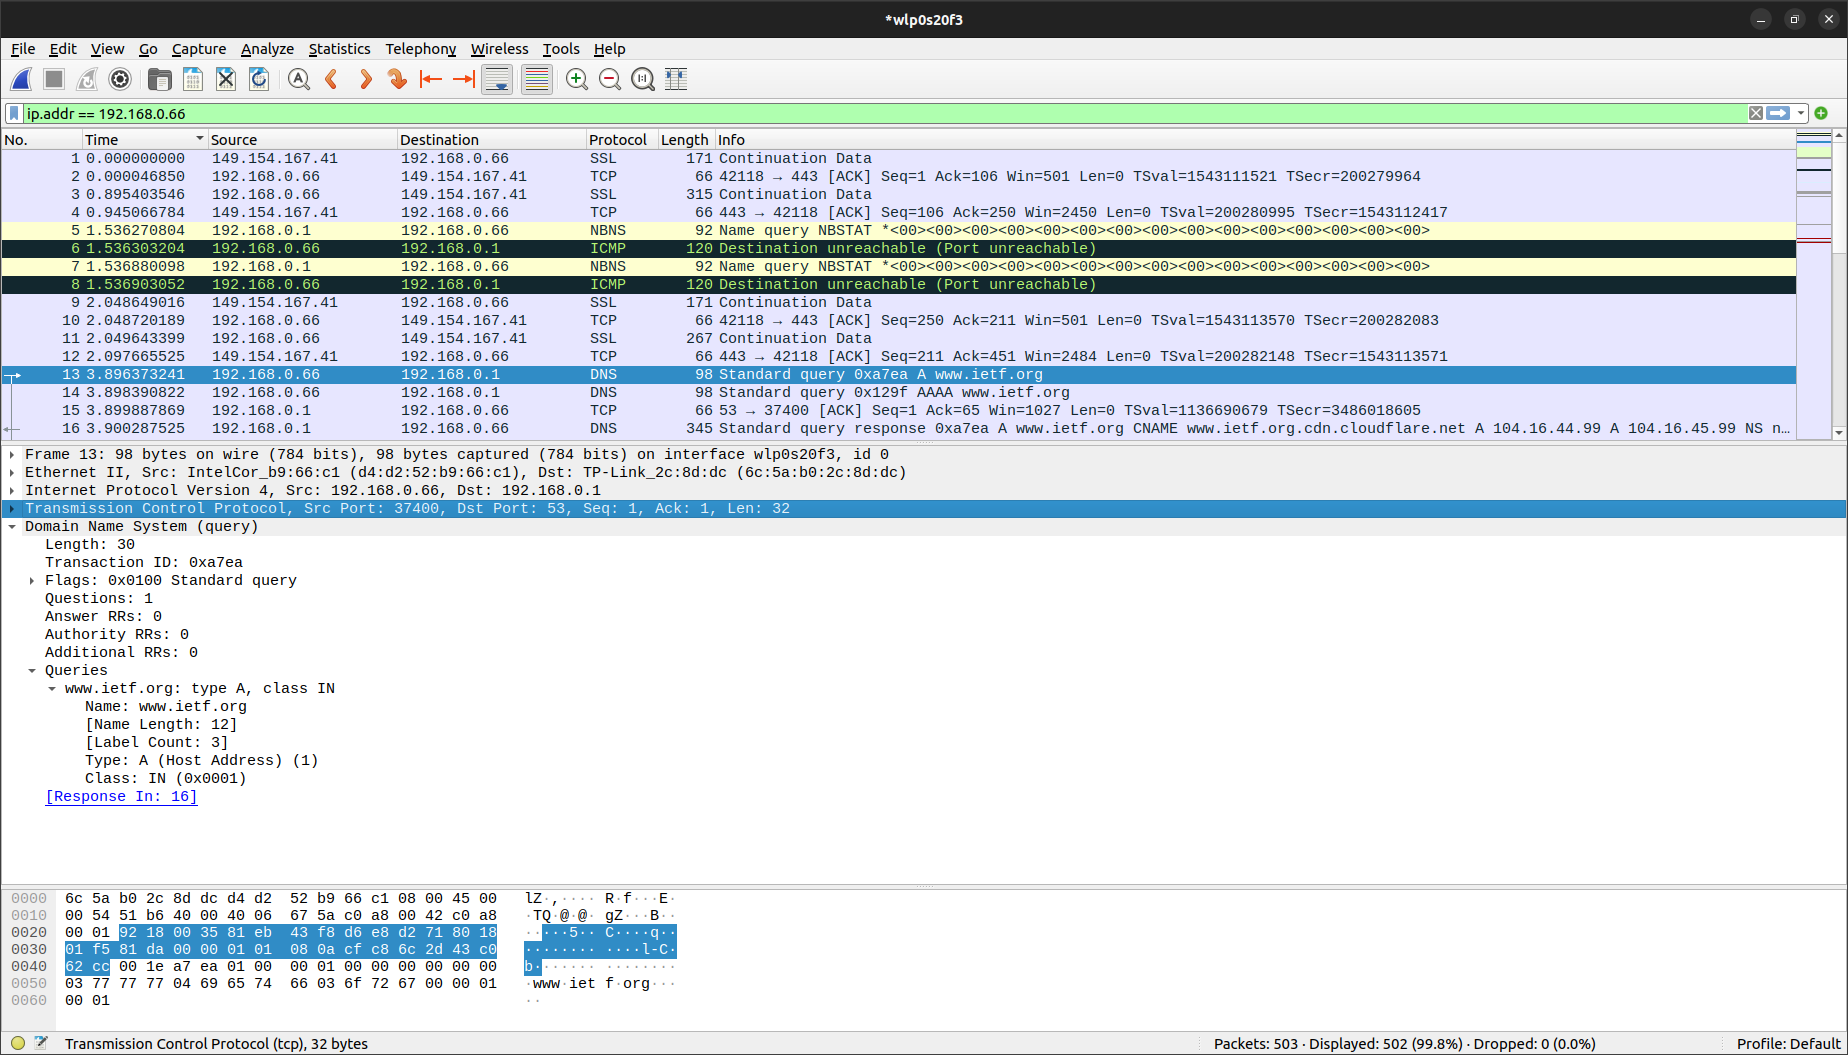 *wlp0s20f3
File Edit View Go Capture Analyze Statistics Telephony Wireless Tools Help
ip.addr == 192.168.0.66
No. Time Source Destination Protocol Length Info
1 0.000000000 149.154.167.41 192.168.0.66 SSL 171 Continuation Data
2 0.000046850 192.168.0.66 149.154.167.41 TCP 66 42118 → 443 [ACK] Seq=1 Ack=106 Win=501 Len=0 TSval=1543111521 TSecr=200279964
3 0.895403546 192.168.0.66 149.154.167.41 SSL 315 Continuation Data
4 0.945066784 149.154.167.41 192.168.0.66 TCP 66 443 → 42118 [ACK] Seq=106 Ack=250 Win=2450 Len=0 TSval=200280995 TSecr=1543112417
5 1.536270804 192.168.0.1 192.168.0.66 NBNS 92 Name query NBSTAT *<00><00><00><00><00><00><00><00><00><00><00><00><00><00><00>
6 1.536303204 192.168.0.66 192.168.0.1 ICMP 120 Destination unreachable (Port unreachable)
7 1.536880098 192.168.0.1 192.168.0.66 NBNS 92 Name query NBSTAT *<00><00><00><00><00><00><00><00><00><00><00><00><00><00><00>
8 1.536903052 192.168.0.66 192.168.0.1 ICMP 120 Destination unreachable (Port unreachable)
9 2.048649016 149.154.167.41 192.168.0.66 SSL 171 Continuation Data
10 2.048720189 192.168.0.66 149.154.167.41 TCP 66 42118 → 443 [ACK] Seq=250 Ack=211 Win=501 Len=0 TSval=1543113570 TSecr=200282083
11 2.049643399 192.168.0.66 149.154.167.41 SSL 267 Continuation Data
12 2.097665525 149.154.167.41 192.168.0.66 TCP 66 443 → 42118 [ACK] Seq=211 Ack=451 Win=2484 Len=0 TSval=200282148 TSecr=1543113571
13 3.896373241 192.168.0.66 192.168.0.1 DNS 98 Standard query 0xa7ea A www.ietf.org
14 3.898390822 192.168.0.66 192.168.0.1 DNS 98 Standard query 0x129f AAAA www.ietf.org
15 3.899887869 192.168.0.1 192.168.0.66 TCP 66 53 → 37400 [ACK] Seq=1 Ack=65 Win=1027 Len=0 TSval=1136690679 TSecr=3486018605
16 3.900287525 192.168.0.1 192.168.0.66 DNS 345 Standard query response 0xa7ea A www.ietf.org CNAME www.ietf.org.cdn.cloudflare.net A 104.16.44.99 A 104.16.45.99 NS n…
Frame 13: 98 bytes on wire (784 bits), 98 bytes captured (784 bits) on interface wlp0s20f3, id 0
Ethernet II, Src: IntelCor_b9:66:c1 (d4:d2:52:b9:66:c1), Dst: TP-Link_2c:8d:dc (6c:5a:b0:2c:8d:dc)
Internet Protocol Version 4, Src: 192.168.0.66, Dst: 192.168.0.1
Transmission Control Protocol, Src Port: 37400, Dst Port: 53, Seq: 1, Ack: 1, Len: 32
Domain Name System (query)
Length: 30
Transaction ID: 0xa7ea
Flags: 0x0100 Standard query
Questions: 1
Answer RRs: 0
Authority RRs: 0
Additional RRs: 0
Queries
www.ietf.org: type A, class IN
Name: www.ietf.org
[Name Length: 12]
[Label Count: 3]
Type: A (Host Address) (1)
Class: IN (0x0001)
[Response In: 16]
0000 6c 5a b0 2c 8d dc d4 d2 52 b9 66 c1 08 00 45 00 lZ·,···· R·f···E·
0010 00 54 51 b6 40 00 40 06 67 5a c0 a8 00 42 c0 a8 ·TQ·@·@· gZ···B··
0020 00 01 92 18 00 35 81 eb 43 f8 d6 e8 d2 71 80 18 ·····5·· C····q··
0030 01 f5 81 da 00 00 01 01 08 0a cf c8 6c 2d 43 c0 ········ ····l-C·
0040 62 cc 00 1e a7 ea 01 00 00 01 00 00 00 00 00 00 b······· ········
0050 03 77 77 77 04 69 65 74 66 03 6f 72 67 00 00 01 ·www·iet f·org···
0060 00 01 ··
Transmission Control Protocol (tcp), 32 bytes Packets: 503 · Displayed: 502 (99.8%) · Dropped: 0 (0.0%) Profile: Default